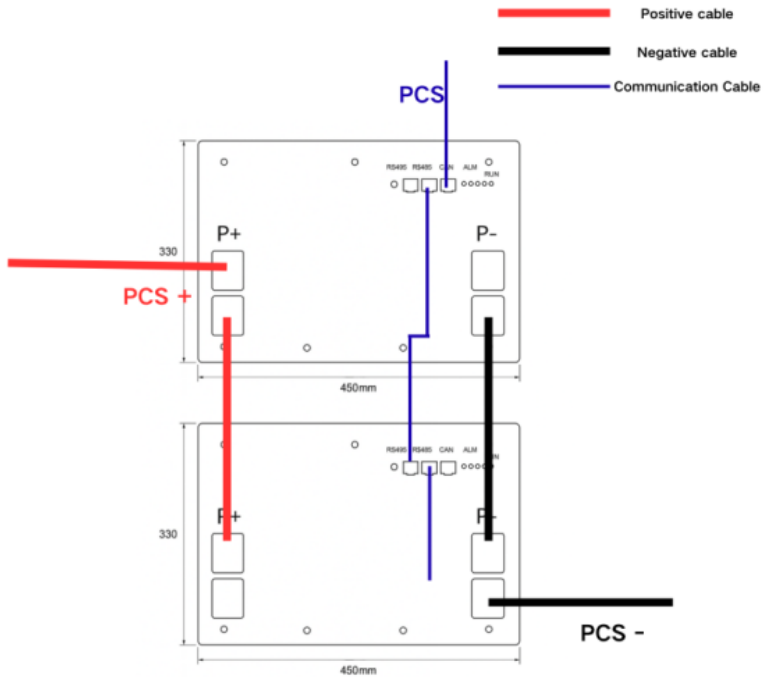 Positive cable
Negative cable
Communication Cable
PCS
RS485 RS485 CAN ALM
RUN
P+ P-
330
PCS +
450mm
RS485 RS485 CAN ALM
330
PCS -
450mm